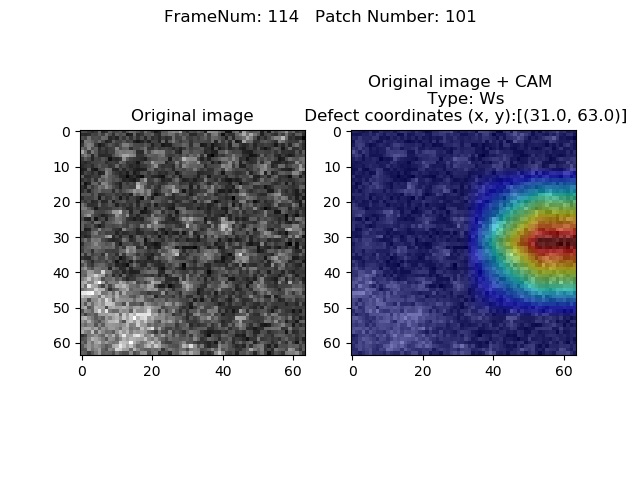 FrameNum: 114   Patch Number: 101
Original image
Original image + CAM
Type: Ws
Defect coordinates (x, y):[(31.0, 63.0)]
0
10
20
30
40
50
60
0 20 40 60
0
10
20
30
40
50
60
0 20 40 60